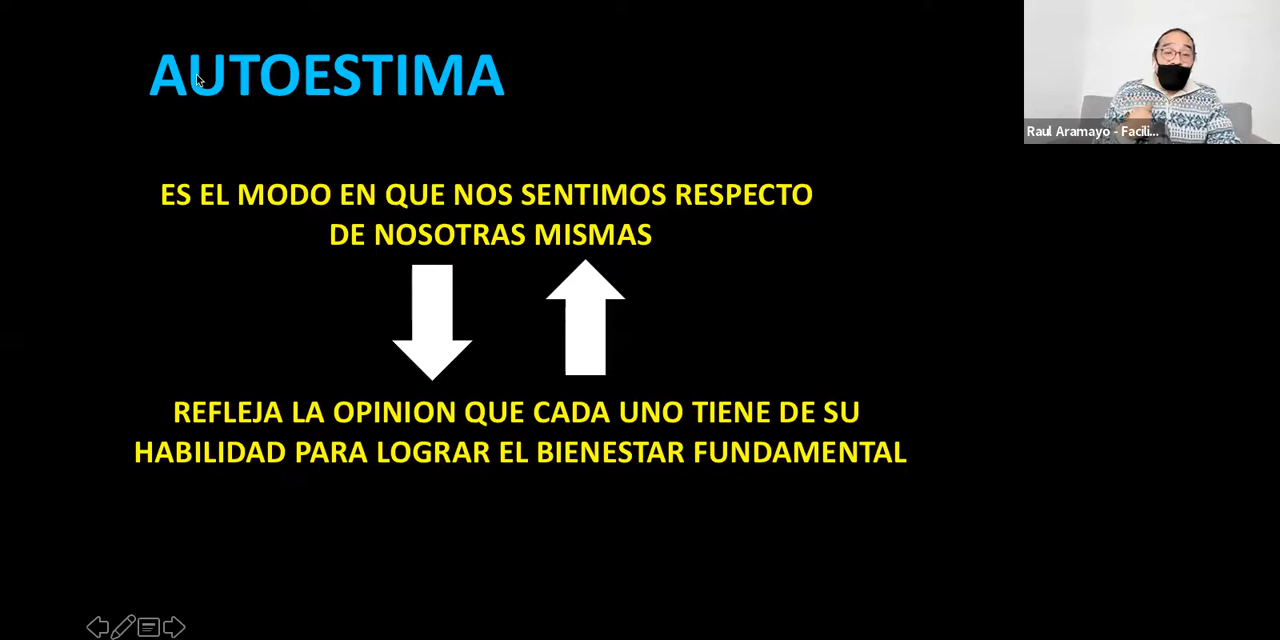 AUTOESTIMA
ES EL MODO EN QUE NOS SENTIMOS RESPECTO
DE NOSOTRAS MISMAS
REFLEJA LA OPINION QUE CADA UNO TIENE DE SU
HABILIDAD PARA LOGRAR EL BIENESTAR FUNDAMENTAL
Raul Aramayo - Facili...